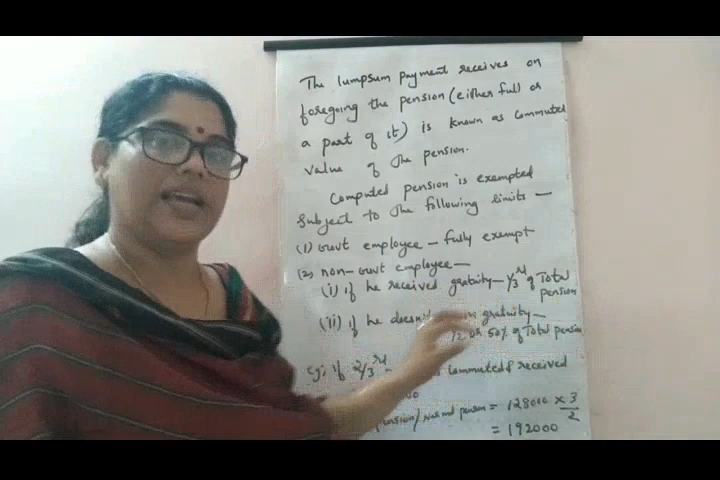 The lumpsum payment receives on
foregoing the pension (either full or
a part of it) is known as commuted
value of the pension.
Computed pension is exempted
subject to the following limits —
(1) Govt employee – fully exempt
(2) non-Govt employee —
(i) if he received gratuity – 1/3rd of Total
pension
(ii) if he doesn't gratuity –
1/2 or 50% of Total pension
eg: if 2/3rd commuted & received
pension = 128000 × 3/2
= 192000